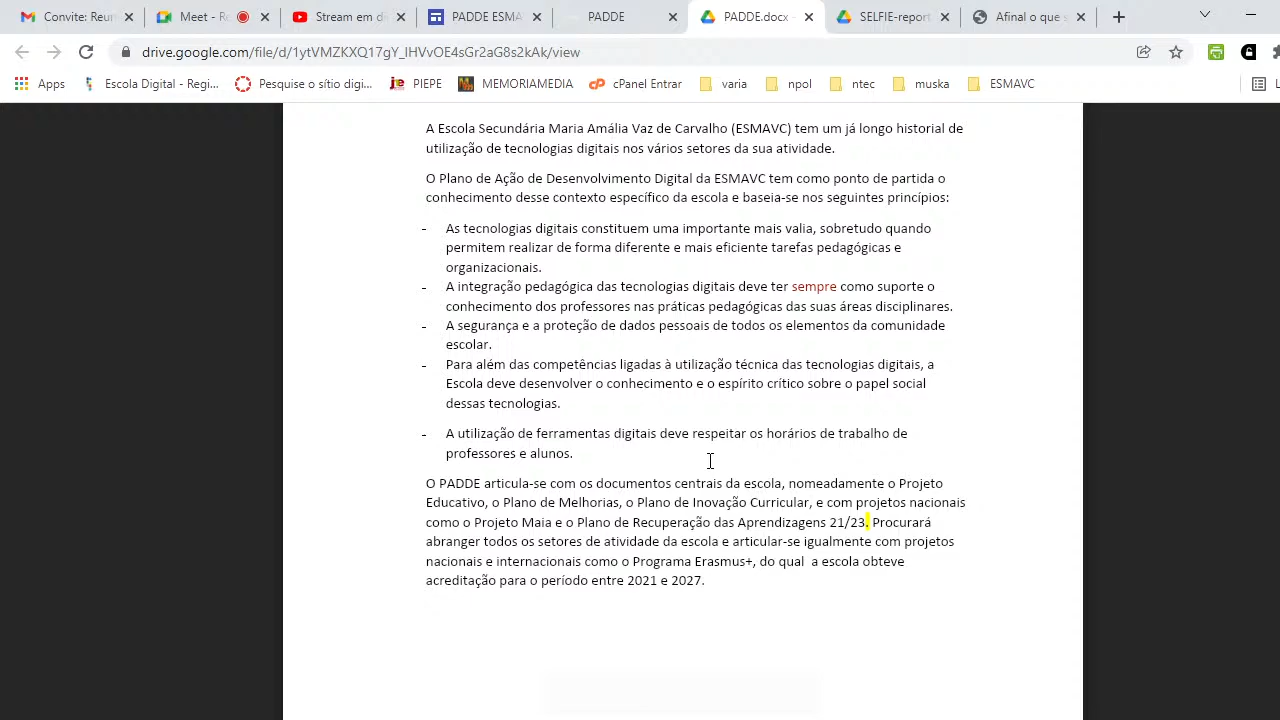 Convite: Reun
Meet - R
Stream em di
PADDE ESMA
PADDE
PADDE.docx -
SELFIE-report
Afinal o que s
drive.google.com/file/d/1ytVMZKXQ17gY_IHVvOE4sGr2aG8s2kAk/view
Apps
Escola Digital - Regi...
Pesquise o sítio digi...
PIEPE
MEMORIAMEDIA
cPanel Entrar
varia
npol
ntec
muska
ESMAVC
A Escola Secundária Maria Amália Vaz de Carvalho (ESMAVC) tem um já longo historial de
utilização de tecnologias digitais nos vários setores da sua atividade.
O Plano de Ação de Desenvolvimento Digital da ESMAVC tem como ponto de partida o
conhecimento desse contexto específico da escola e baseia-se nos seguintes princípios:
- As tecnologias digitais constituem uma importante mais valia, sobretudo quando
permitem realizar de forma diferente e mais eficiente tarefas pedagógicas e
organizacionais.
- A integração pedagógica das tecnologias digitais deve ter sempre como suporte o
conhecimento dos professores nas práticas pedagógicas das suas áreas disciplinares.
- A segurança e a proteção de dados pessoais de todos os elementos da comunidade
escolar.
- Para além das competências ligadas à utilização técnica das tecnologias digitais, a
Escola deve desenvolver o conhecimento e o espírito crítico sobre o papel social
dessas tecnologias.
- A utilização de ferramentas digitais deve respeitar os horários de trabalho de
professores e alunos.
O PADDE articula-se com os documentos centrais da escola, nomeadamente o Projeto
Educativo, o Plano de Melhorias, o Plano de Inovação Curricular, e com projetos nacionais
como o Projeto Maia e o Plano de Recuperação das Aprendizagens 21/23. Procurará
abranger todos os setores de atividade da escola e articular-se igualmente com projetos
nacionais e internacionais como o Programa Erasmus+, do qual  a escola obteve
acreditação para o período entre 2021 e 2027.